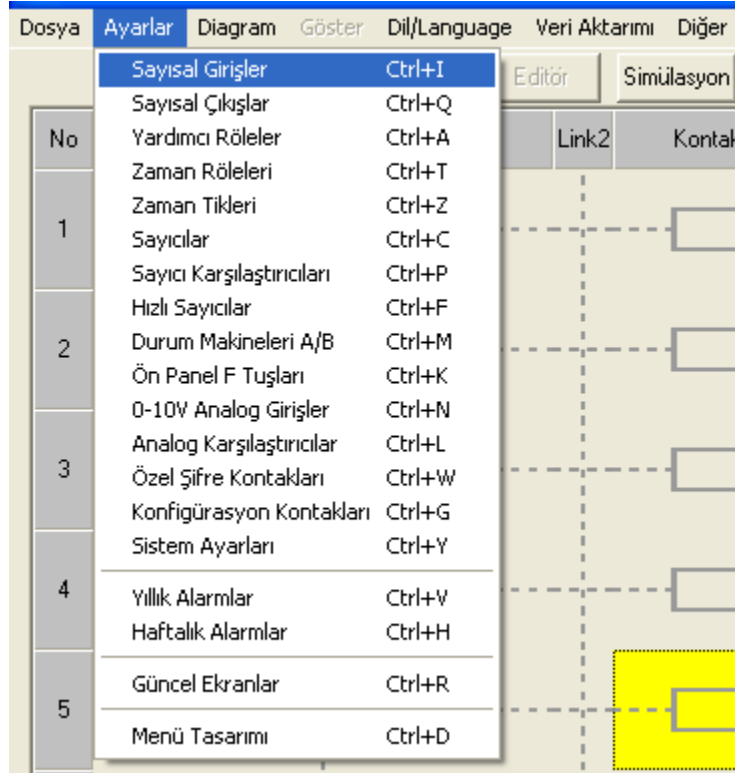 Dosya Ayarlar Diagram Göster Dil/Language Veri Aktarımı Diğer
Editör Simülasyon
No Link2
Sayısal Girişler Ctrl+I
Sayısal Çıkışlar Ctrl+Q
Yardımcı Röleler Ctrl+A
Zaman Röleleri Ctrl+T
Zaman Tikleri Ctrl+Z
Sayıcılar Ctrl+C
Sayıcı Karşılaştırıcıları Ctrl+P
Hızlı Sayıcılar Ctrl+F
Durum Makineleri A/B Ctrl+M
Ön Panel F Tuşları Ctrl+K
0-10V Analog Girişler Ctrl+N
Analog Karşılaştırıcılar Ctrl+L
Özel Şifre Kontakları Ctrl+W
Konfigürasyon Kontakları Ctrl+G
Sistem Ayarları Ctrl+Y
Yıllık Alarmlar Ctrl+V
Haftalık Alarmlar Ctrl+H
Güncel Ekranlar Ctrl+R
Menü Tasarımı Ctrl+D
1
2
3
4
5